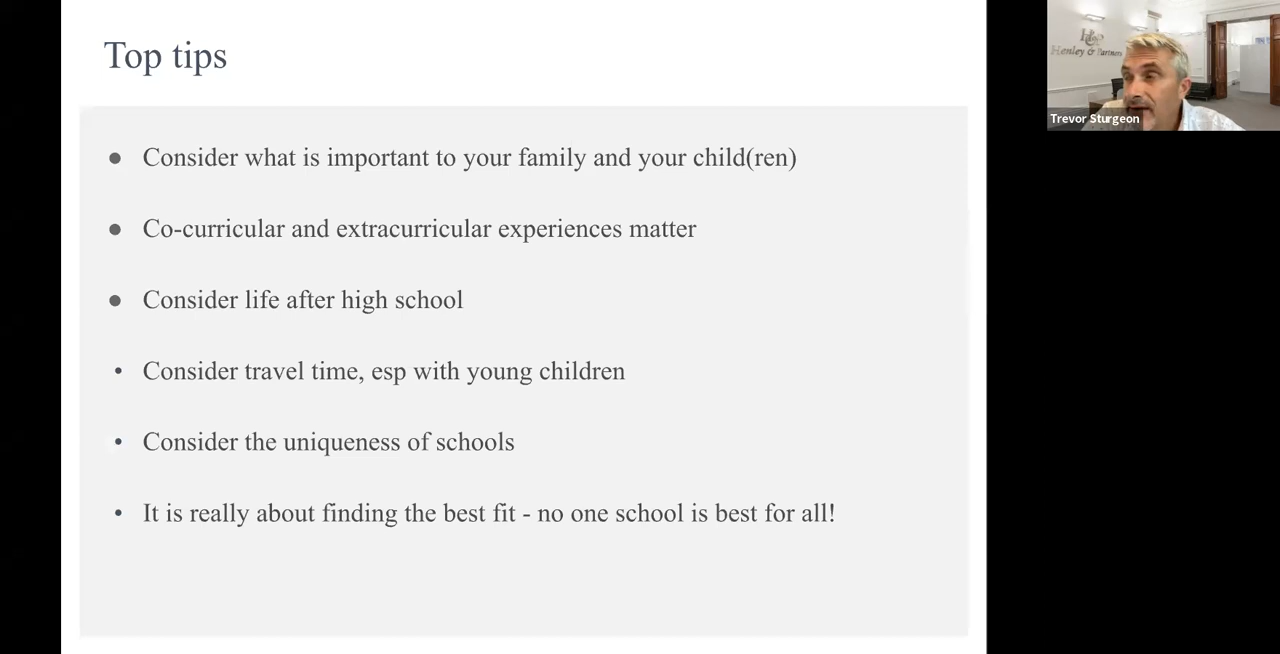 Top tips
Consider what is important to your family and your child(ren)
Co-curricular and extracurricular experiences matter
Consider life after high school
Consider travel time, esp with young children
Consider the uniqueness of schools
It is really about finding the best fit - no one school is best for all!
Henley & Partners
Trevor Sturgeon